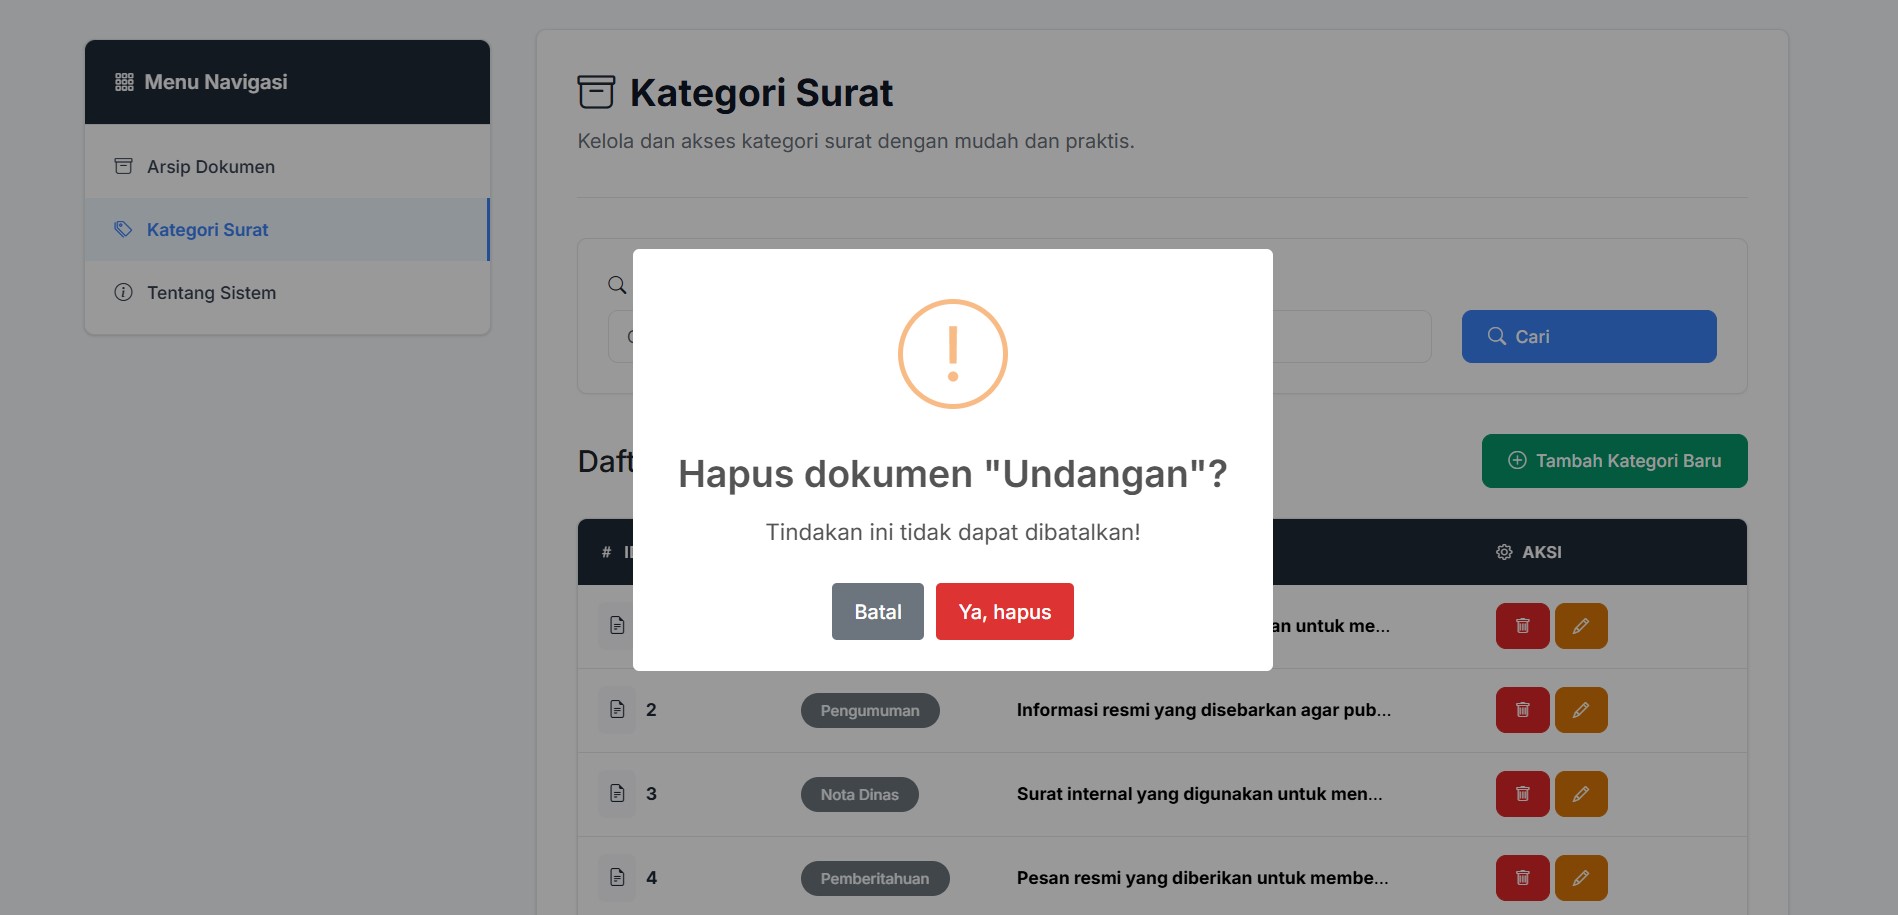 Menu Navigasi
Arsip Dokumen
Kategori Surat
Tentang Sistem
Kategori Surat
Kelola dan akses kategori surat dengan mudah dan praktis.
Cari
Tambah Kategori Baru
Hapus dokumen "Undangan"?
Tindakan ini tidak dapat dibatalkan!
Batal
Ya, hapus
#
AKSI
untuk me...
2
Pengumuman
Informasi resmi yang disebarkan agar pub...
3
Nota Dinas
Surat internal yang digunakan untuk men...
4
Pemberitahuan
Pesan resmi yang diberikan untuk membe...